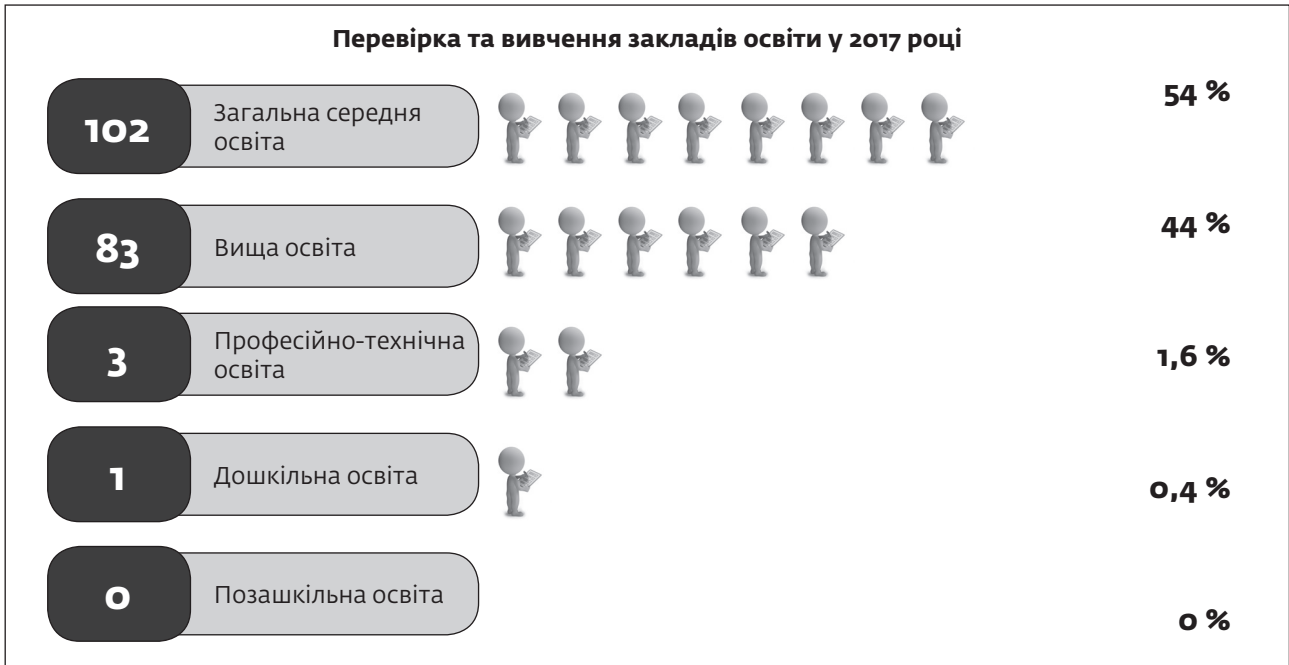 Перевірка та вивчення закладів освіти у 2017 році
102
Загальна середня
освіта
54 %
83
Вища освіта
44 %
3
Професійно-технічна
освіта
1,6 %
1
Дошкільна освіта
0,4 %
0
Позашкільна освіта
0 %